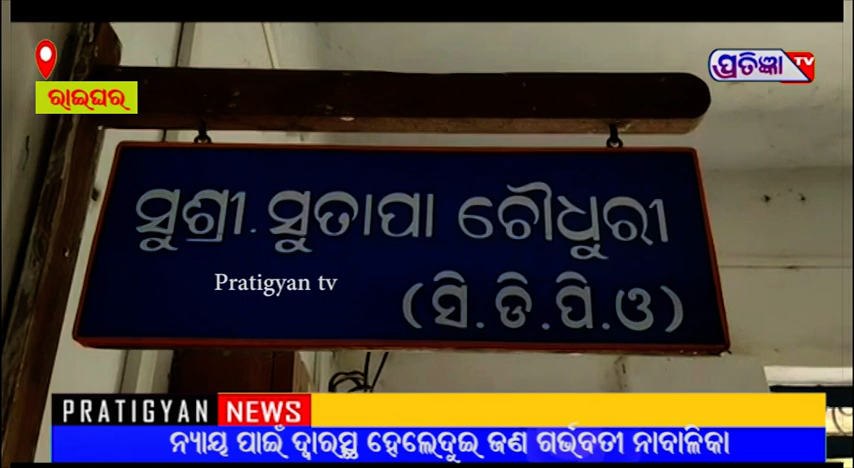 ରାଇଘର
ପ୍ରତିଜ୍ଞା TV
ସୁଶ୍ରୀ. ସୁତାପା ଚୌଧୁରୀ
Pratigyan tv
(ସି.ଡି.ପି.ଓ)
PRATIGYAN NEWS
ନ୍ୟାୟ ପାଇଁ ଦ୍ୱାରସ୍ଥ ହେଲେଦୁଇ ଜଣ ଗର୍ଭବତୀ ନାବାଳିକା